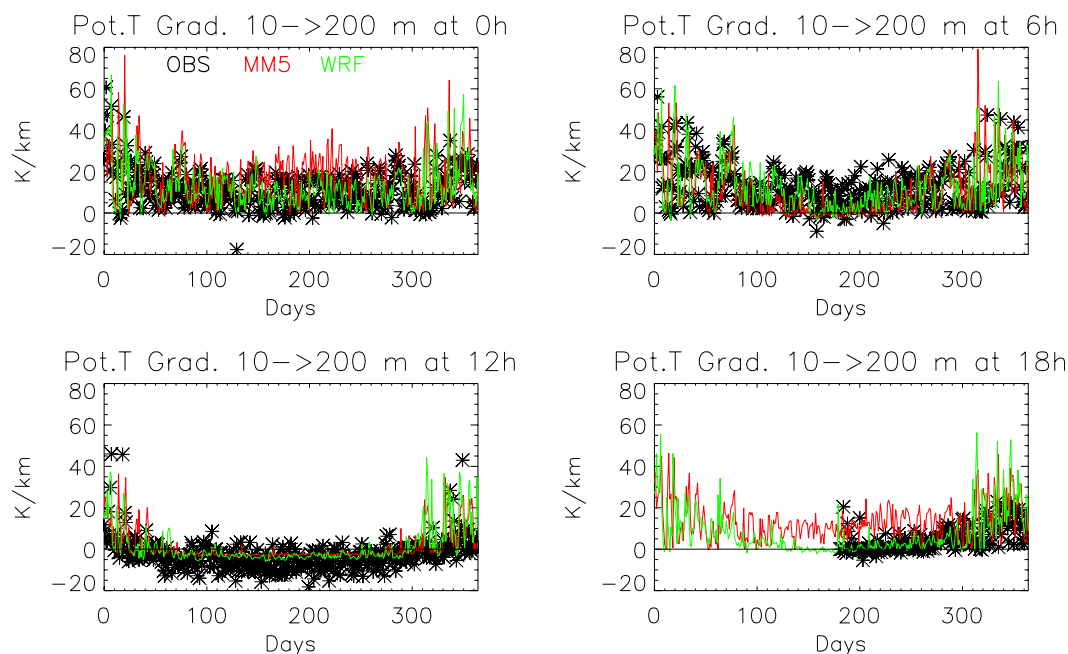 Pot.T Grad. 10->200 m at 0h
80
60
40
20
0
-20
K/km
OBS MM5 WRF
0 100 200 300
Days
Pot.T Grad. 10->200 m at 6h
80
60
40
20
0
-20
K/km
0 100 200 300
Days
Pot.T Grad. 10->200 m at 12h
80
60
40
20
0
-20
K/km
0 100 200 300
Days
Pot.T Grad. 10->200 m at 18h
80
60
40
20
0
-20
K/km
0 100 200 300
Days